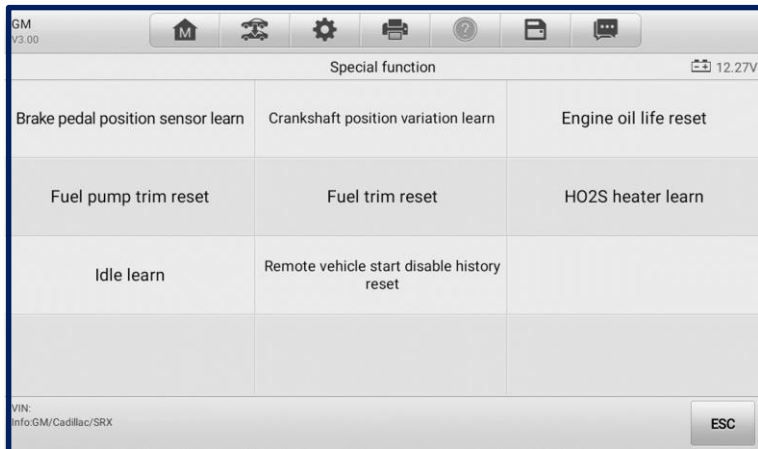 GM
V3.00
M
?
Special function
12.27V
Brake pedal position sensor learn
Crankshaft position variation learn
Engine oil life reset
Fuel pump trim reset
Fuel trim reset
HO2S heater learn
Idle learn
Remote vehicle start disable history
reset
VIN:
Info:GM/Cadillac/SRX
ESC